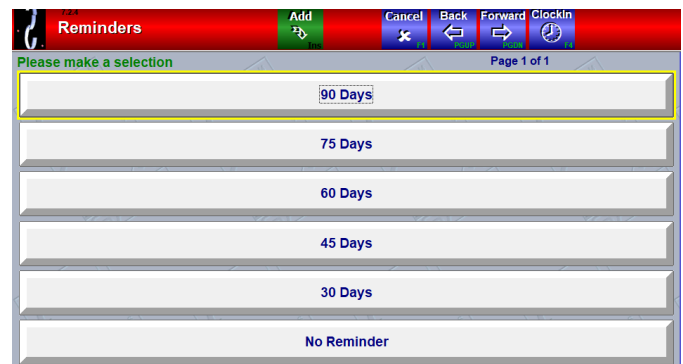 7.2.4
Reminders
Add
Ins
Cancel
F1
Back
PGUP
Forward
PGDN
ClockIn
F4
Please make a selection
Page 1 of 1
90 Days
75 Days
60 Days
45 Days
30 Days
No Reminder